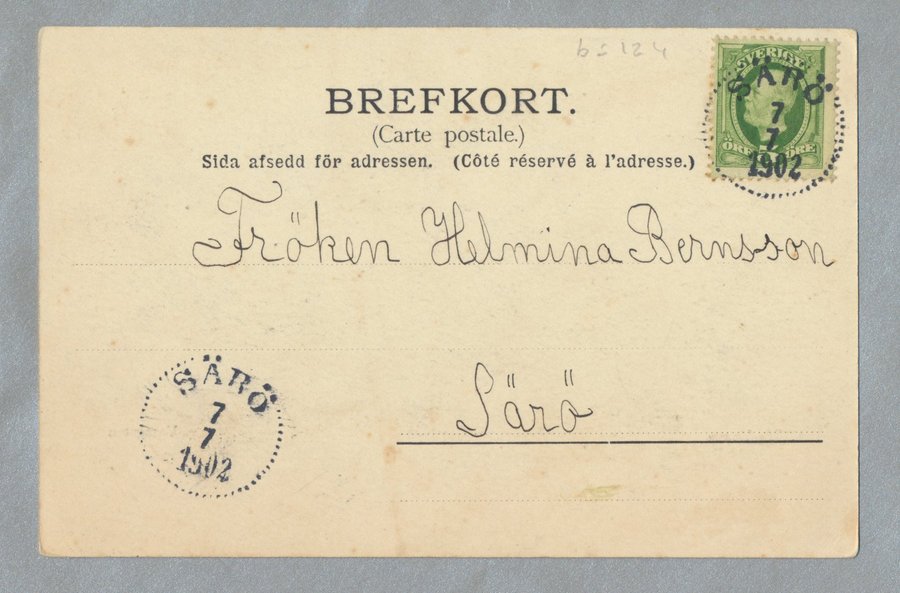 b = 124
BREFKORT.
(Carte postale.)
Sida afsedd för adressen. (Côté réservé à l'adresse.)
SVERIGE
ÖRE ÖRE
SÄRÖ
7
7
1902
Fröken Helmina Bernsson
Särö
SÄRÖ
7
7
1902